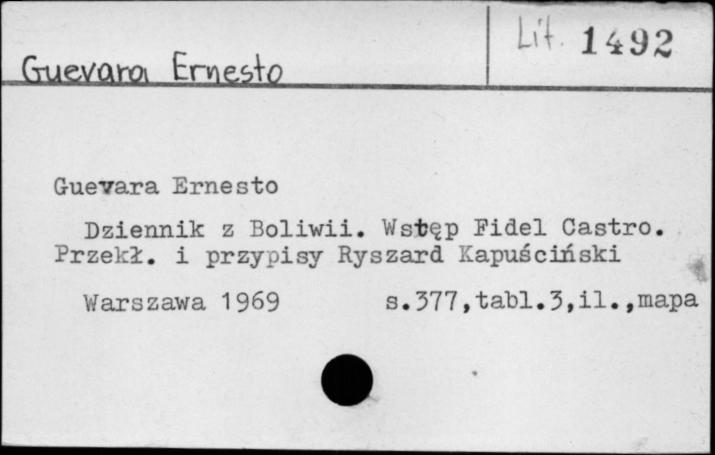 Guevara Ernesto
Lit. 1492
Guevara Ernesto
Dziennik z Boliwii. Wstęp Fidel Castro.
Przekł. i przypisy Ryszard Kapuściński
Warszawa 1969 s.377,tabl.3,il.,mapa